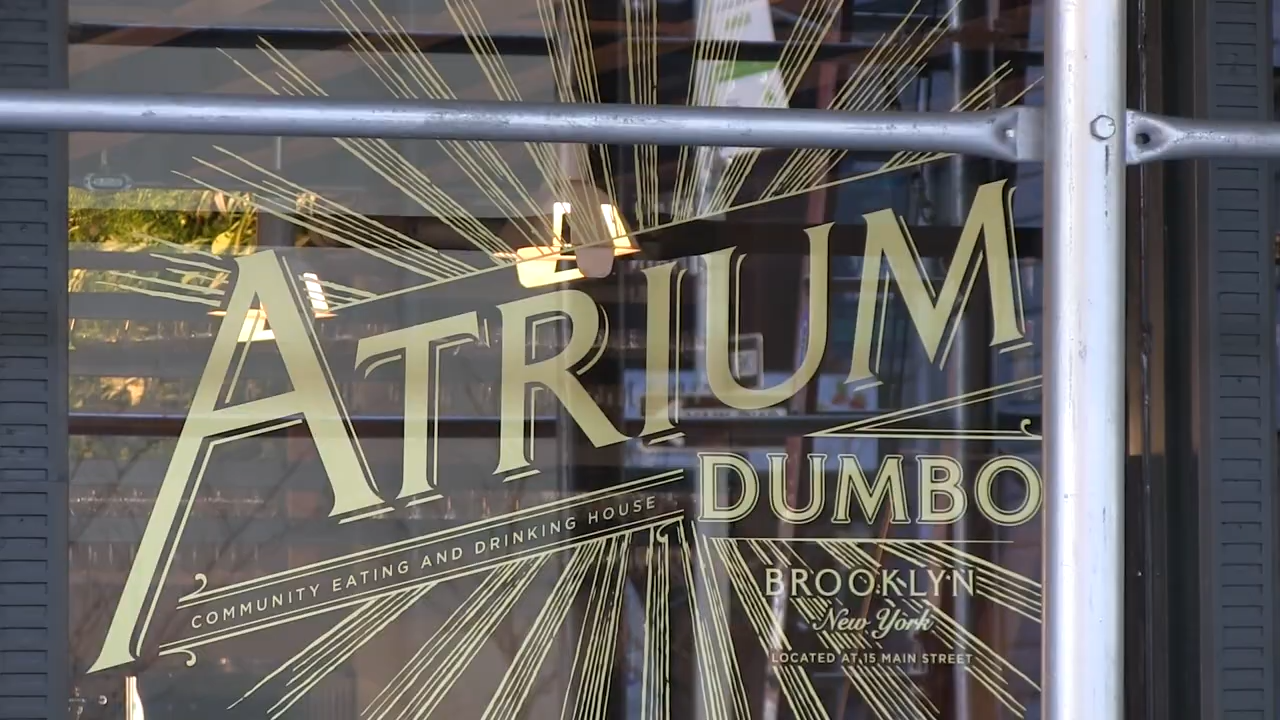 ATRIUM
DUMBO
COMMUNITY EATING AND DRINKING HOUSE
BROOKLYN
New York
LOCATED AT 15 MAIN STREET